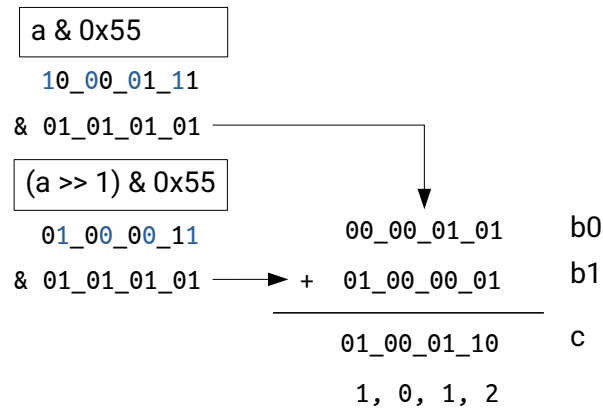 a & 0x55
10_00_01_11
& 01_01_01_01
(a >> 1) & 0x55
01_00_00_11
& 01_01_01_01
00_00_01_01 b0
+ 01_00_00_01 b1
01_00_01_10 c
1, 0, 1, 2